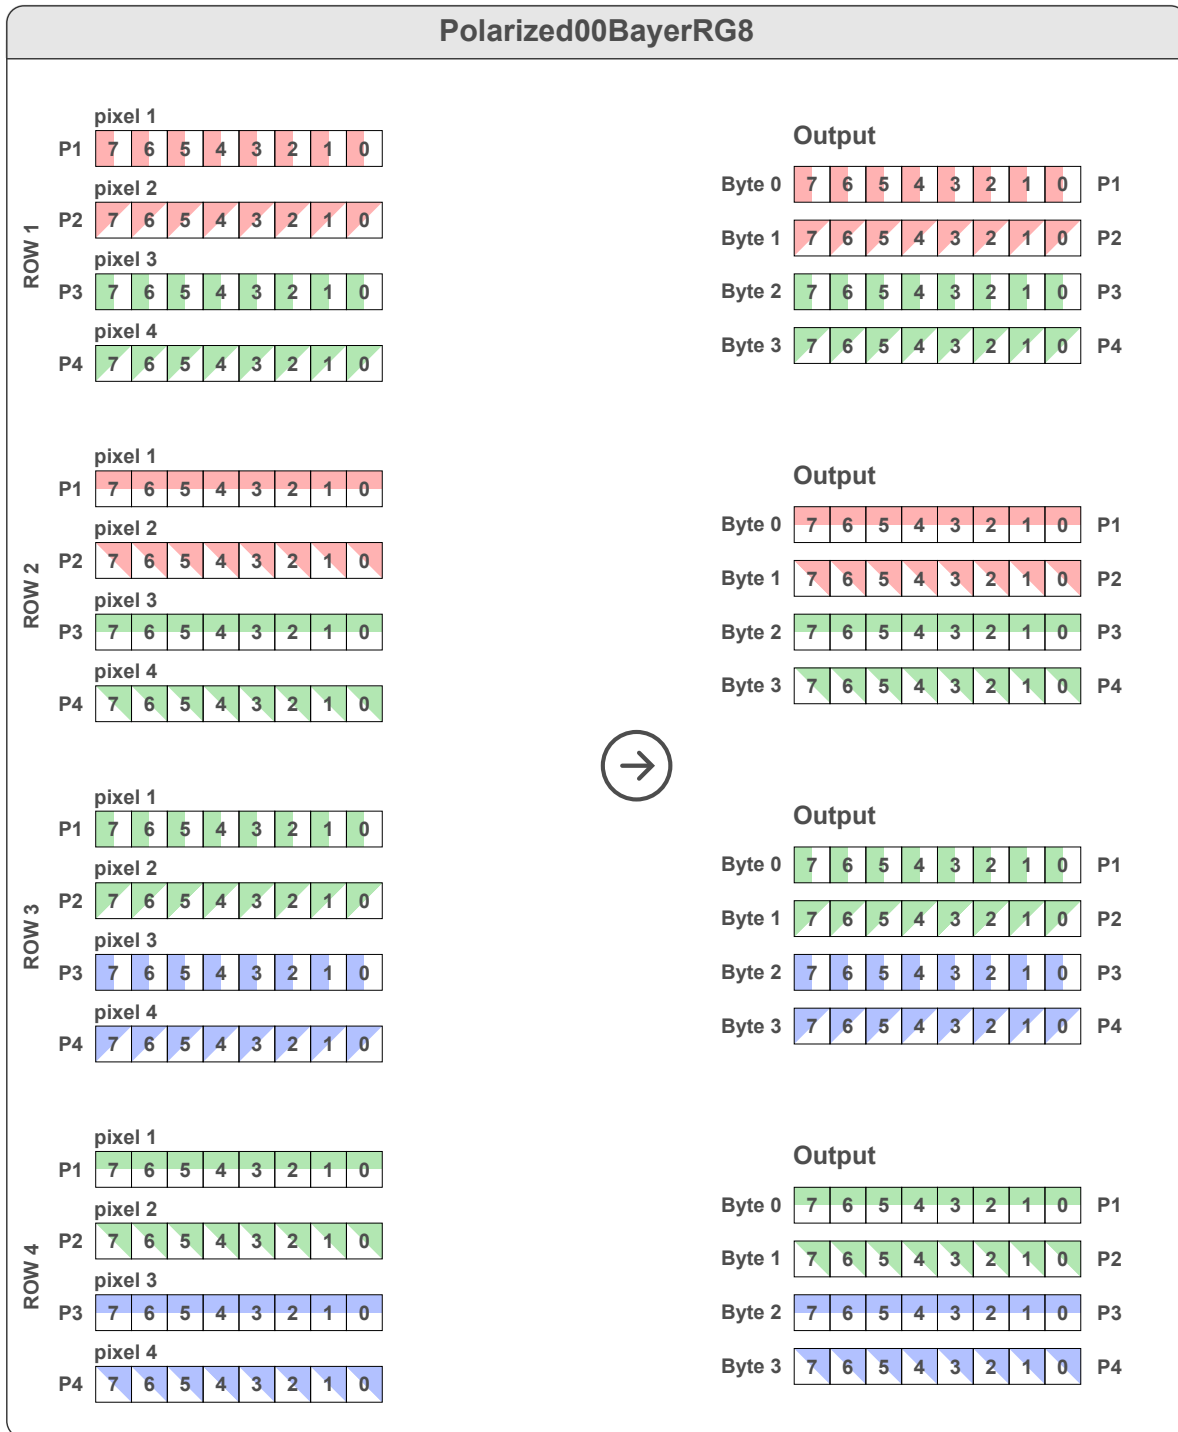 Polarized00BayerRG8
ROW 1
pixel 1
P1 7 6 5 4 3 2 1 0
pixel 2
P2 7 6 5 4 3 2 1 0
pixel 3
P3 7 6 5 4 3 2 1 0
pixel 4
P4 7 6 5 4 3 2 1 0
Output
Byte 0 7 6 5 4 3 2 1 0 P1
Byte 1 7 6 5 4 3 2 1 0 P2
Byte 2 7 6 5 4 3 2 1 0 P3
Byte 3 7 6 5 4 3 2 1 0 P4
ROW 2
pixel 1
P1 7 6 5 4 3 2 1 0
pixel 2
P2 7 6 5 4 3 2 1 0
pixel 3
P3 7 6 5 4 3 2 1 0
pixel 4
P4 7 6 5 4 3 2 1 0
Output
Byte 0 7 6 5 4 3 2 1 0 P1
Byte 1 7 6 5 4 3 2 1 0 P2
Byte 2 7 6 5 4 3 2 1 0 P3
Byte 3 7 6 5 4 3 2 1 0 P4
ROW 3
pixel 1
P1 7 6 5 4 3 2 1 0
pixel 2
P2 7 6 5 4 3 2 1 0
pixel 3
P3 7 6 5 4 3 2 1 0
pixel 4
P4 7 6 5 4 3 2 1 0
Output
Byte 0 7 6 5 4 3 2 1 0 P1
Byte 1 7 6 5 4 3 2 1 0 P2
Byte 2 7 6 5 4 3 2 1 0 P3
Byte 3 7 6 5 4 3 2 1 0 P4
ROW 4
pixel 1
P1 7 6 5 4 3 2 1 0
pixel 2
P2 7 6 5 4 3 2 1 0
pixel 3
P3 7 6 5 4 3 2 1 0
pixel 4
P4 7 6 5 4 3 2 1 0
Output
Byte 0 7 6 5 4 3 2 1 0 P1
Byte 1 7 6 5 4 3 2 1 0 P2
Byte 2 7 6 5 4 3 2 1 0 P3
Byte 3 7 6 5 4 3 2 1 0 P4